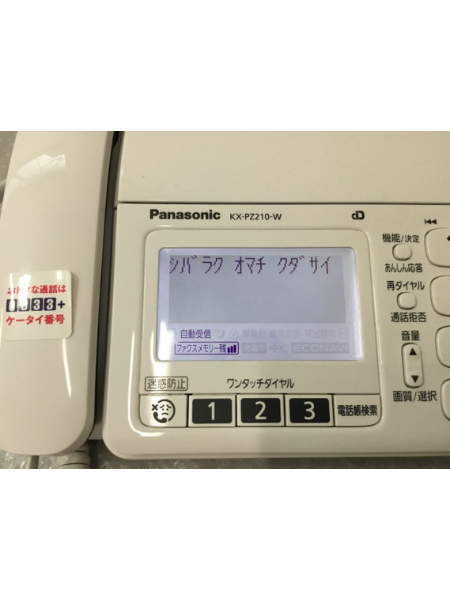 Panasonic KX-PZ210-W
シバラク オマチ クダサイ
自動受信
ファクスメモリー残
機能/決定
あんしん応答
再ダイヤル
通話拒否
音量
画質/選択
迷惑防止
ワンタッチダイヤル
1 2 3
電話帳検索
おトクな通話は
0033+
ケータイ番号